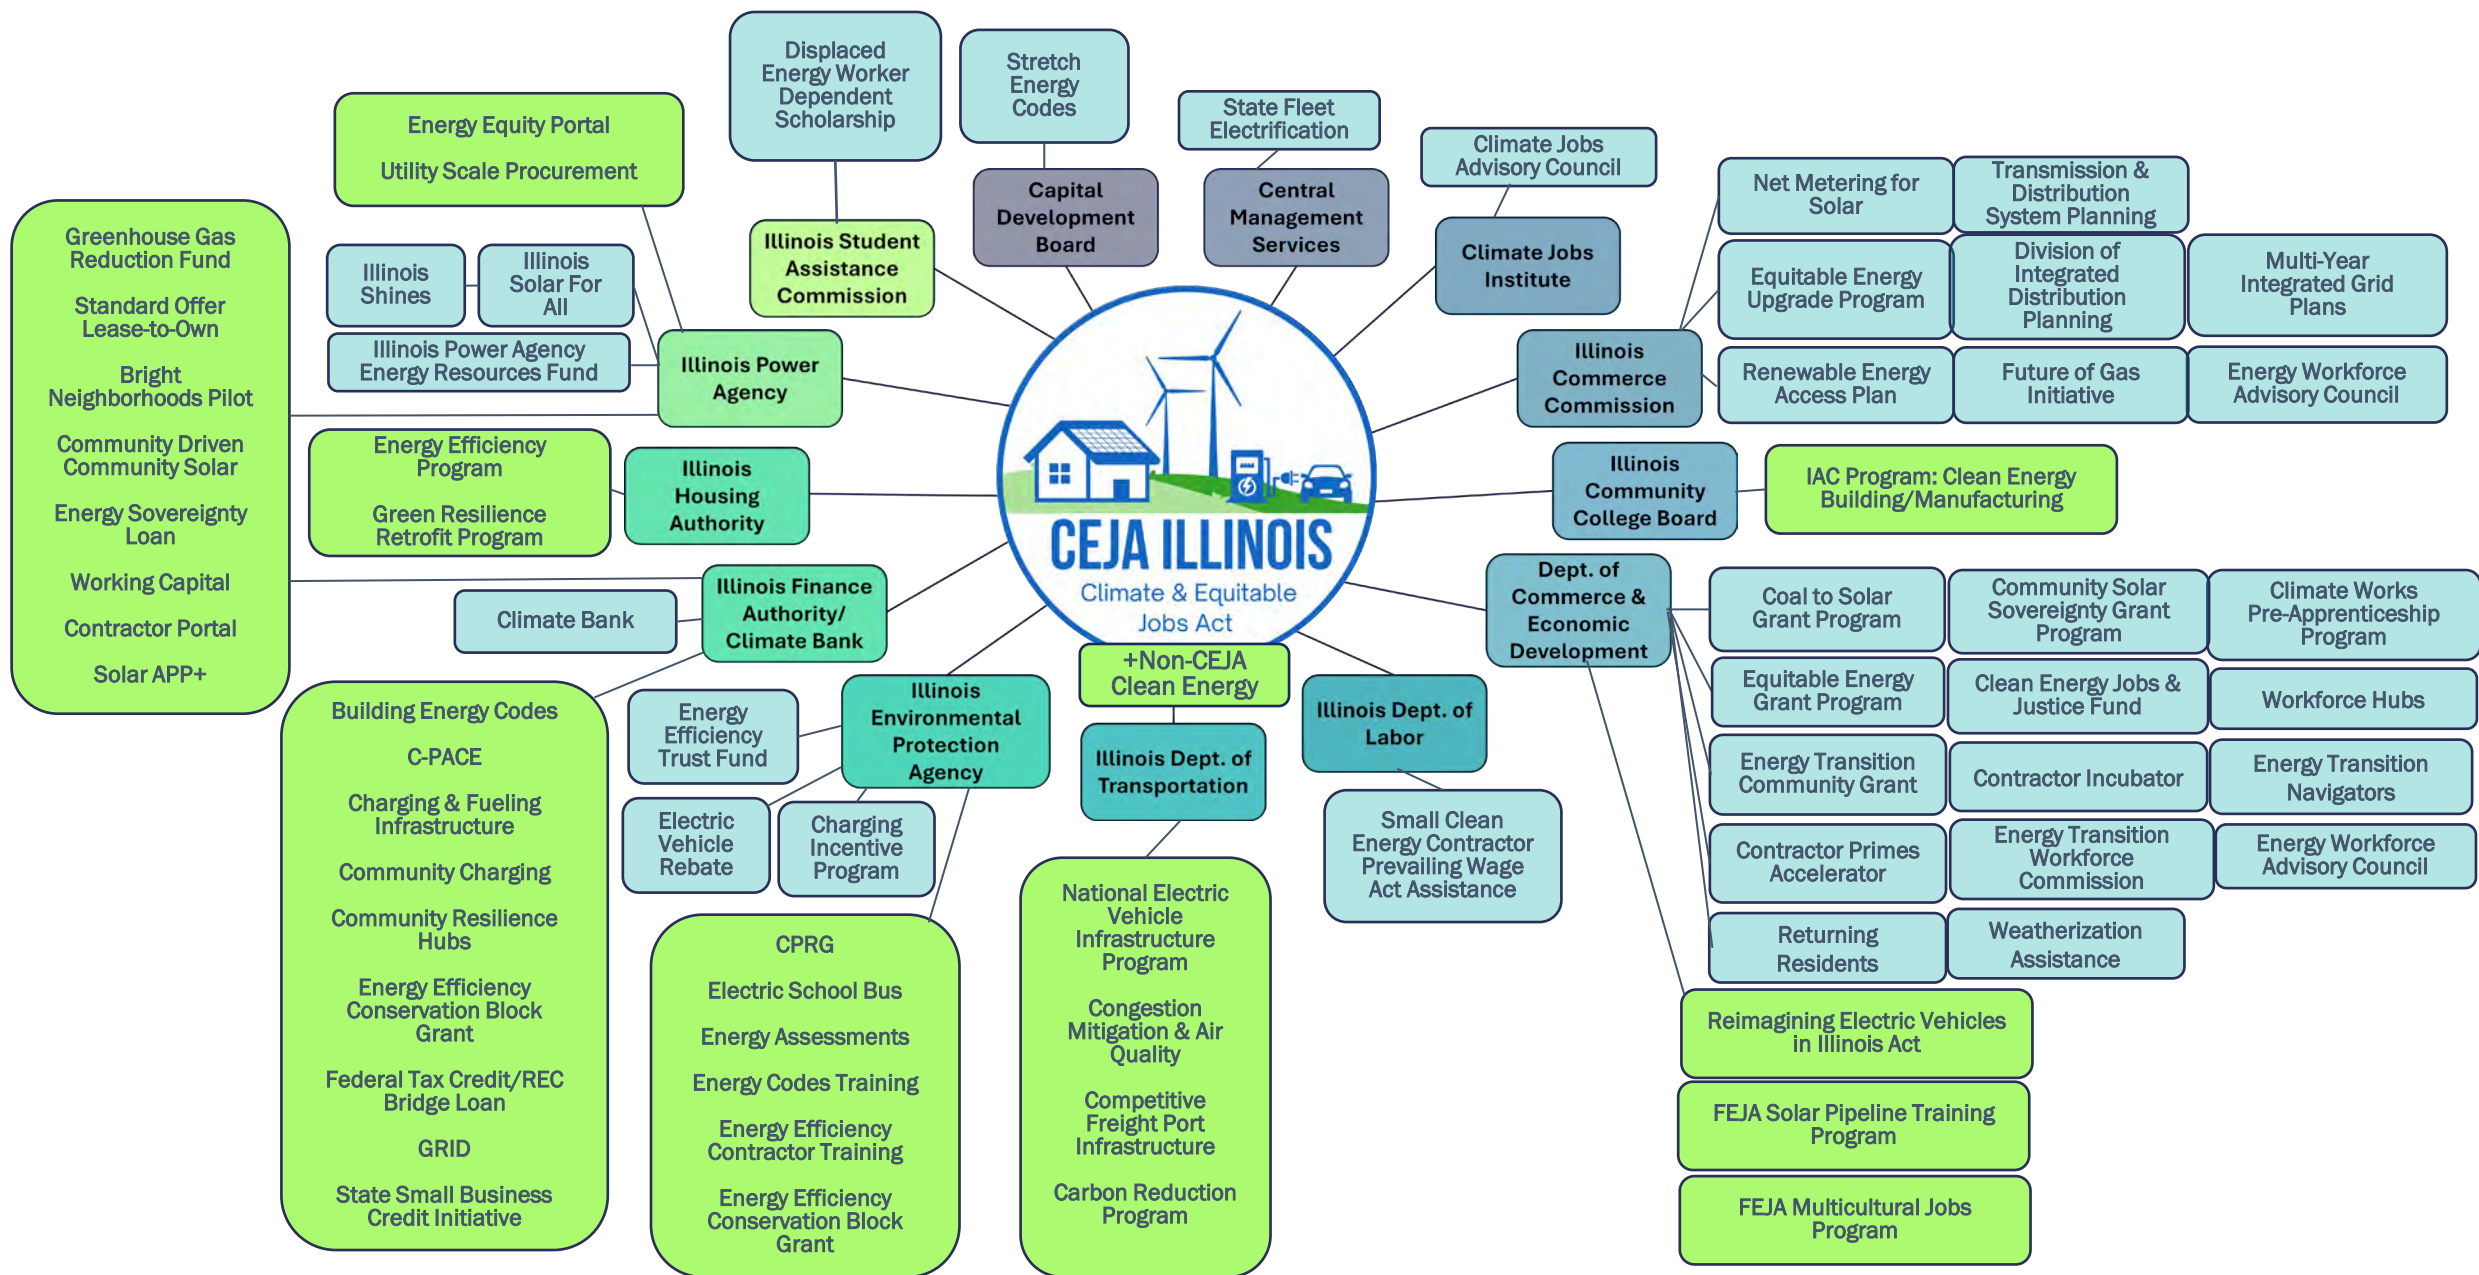 Displaced
Energy Worker
Dependent
Scholarship
Stretch
Energy
Codes
State Fleet
Electrification
Climate Jobs
Advisory Council
Energy Equity Portal
Utility Scale Procurement
Greenhouse Gas
Reduction Fund
Standard Offer
Lease-to-Own
Bright
Neighborhoods Pilot
Community Driven
Community Solar
Energy Sovereignty
Loan
Working Capital
Contractor Portal
Solar APP+
Illinois
Shines
Illinois
Solar For
All
Illinois Power Agency
Energy Resources Fund
Illinois Student
Assistance
Commission
Capital
Development
Board
Central
Management
Services
Climate Jobs
Institute
Illinois Power
Agency
Illinois
Commerce
Commission
Net Metering for
Solar
Transmission &
Distribution
System Planning
Equitable Energy
Upgrade Program
Division of
Integrated
Distribution
Planning
Multi-Year
Integrated Grid
Plans
Renewable Energy
Access Plan
Future of Gas
Initiative
Energy Workforce
Advisory Council
Energy Efficiency
Program
Green Resilience
Retrofit Program
Illinois
Housing
Authority
CEJA ILLINOIS
Climate & Equitable
Jobs Act
+Non-CEJA
Clean Energy
Illinois
Community
College Board
IAC Program: Clean Energy
Building/Manufacturing
Climate Bank
Illinois Finance
Authority/
Climate Bank
Dept. of
Commerce &
Economic
Development
Coal to Solar
Grant Program
Community Solar
Sovereignty Grant
Program
Climate Works
Pre-Apprenticeship
Program
Equitable Energy
Grant Program
Clean Energy Jobs &
Justice Fund
Workforce Hubs
Energy Transition
Community Grant
Contractor Incubator
Energy Transition
Navigators
Contractor Primes
Accelerator
Energy Transition
Workforce
Commission
Energy Workforce
Advisory Council
Returning
Residents
Weatherization
Assistance
Reimagining Electric Vehicles
in Illinois Act
FEJA Solar Pipeline Training
Program
FEJA Multicultural Jobs
Program
Building Energy Codes
C-PACE
Charging & Fueling
Infrastructure
Community Charging
Community Resilience
Hubs
Energy Efficiency
Conservation Block
Grant
Federal Tax Credit/REC
Bridge Loan
GRID
State Small Business
Credit Initiative
Energy
Efficiency
Trust Fund
Illinois
Environmental
Protection
Agency
Electric
Vehicle
Rebate
Charging
Incentive
Program
CPRG
Electric School Bus
Energy Assessments
Energy Codes Training
Energy Efficiency
Contractor Training
Energy Efficiency
Conservation Block
Grant
Illinois Dept. of
Transportation
National Electric
Vehicle
Infrastructure
Program
Congestion
Mitigation & Air
Quality
Competitive
Freight Port
Infrastructure
Carbon Reduction
Program
Illinois Dept. of
Labor
Small Clean
Energy Contractor
Prevailing Wage
Act Assistance